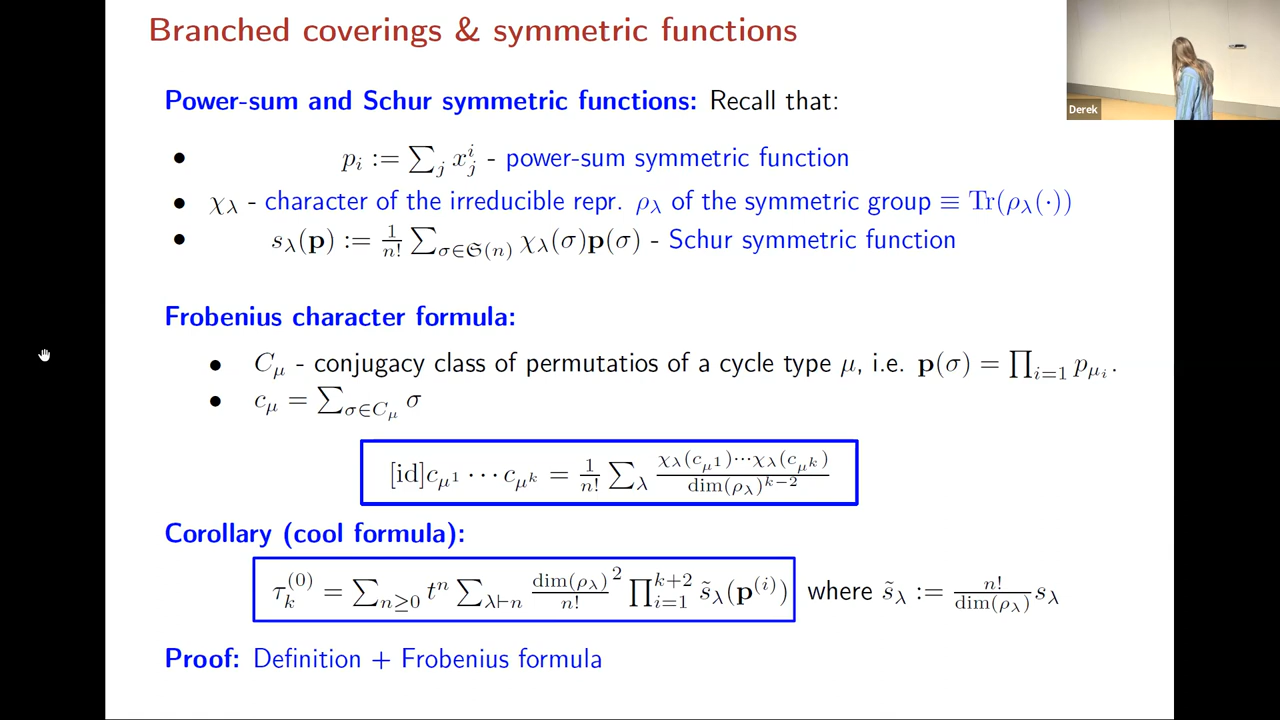 Branched coverings & symmetric functions
Derek
Power-sum and Schur symmetric functions: Recall that:
• p_i := ∑_j x_j^i - power-sum symmetric function
• χ_λ - character of the irreducible repr. ρ_λ of the symmetric group ≡ Tr(ρ_λ(·))
• s_λ(𝐩) := 1/n! ∑_{σ∈𝔖(n)} χ_λ(σ)𝐩(σ) - Schur symmetric function
Frobenius character formula:
• C_μ - conjugacy class of permutatios of a cycle type μ, i.e. 𝐩(σ) = ∏_{i=1} p_{μ_i}.
• c_μ = ∑_{σ∈C_μ} σ
[id]c_{μ^1} ··· c_{μ^k} = 1/n! ∑_λ χ_λ(c_{μ^1})···χ_λ(c_{μ^k}) / dim(ρ_λ)^{k−2}
Corollary (cool formula):
τ_k^{(0)} = ∑_{n≥0} t^n ∑_{λ⊢n} dim(ρ_λ)/n! ^2 ∏_{i=1}^{k+2} s̃_λ(𝐩^{(i)}) where s̃_λ := n!/dim(ρ_λ) s_λ
Proof: Definition + Frobenius formula